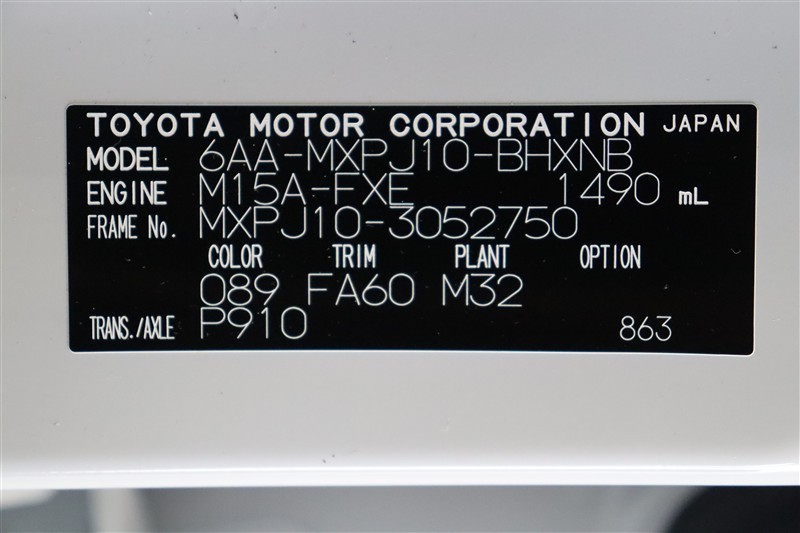 TOYOTA MOTOR CORPORATION JAPAN
MODEL 6AA-MXPJ10-BHXNB
ENGINE M15A-FXE 1490 mL
FRAME No. MXPJ10-3052750
COLOR TRIM PLANT OPTION
089 FA60 M32
TRANS./AXLE P910 863